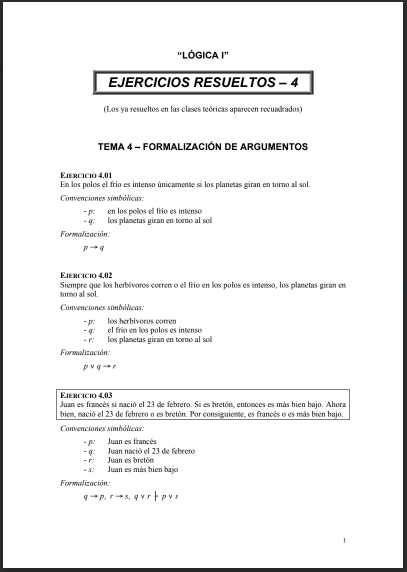 “LÓGICA I”
EJERCICIOS RESUELTOS – 4
(Los ya resueltos en las clases teóricas aparecen recuadrados)
TEMA 4 – FORMALIZACIÓN DE ARGUMENTOS
EJERCICIO 4.01
En los polos el frío es intenso únicamente si los planetas giran en torno al sol.
Convenciones simbólicas:
- p: en los polos el frío es intenso
- q: los planetas giran en torno al sol
Formalización:
p → q
EJERCICIO 4.02
Siempre que los herbívoros corren o el frío en los polos es intenso, los planetas giran en
torno al sol.
Convenciones simbólicas:
- p: los herbívoros corren
- q: el frío en los polos es intenso
- r: los planetas giran en torno al sol
Formalización:
p ∨ q → r
EJERCICIO 4.03
Juan es francés si nació el 23 de febrero. Si es bretón, entonces es más bien bajo. Ahora
bien, nació el 23 de febrero o es bretón. Por consiguiente, es francés o es más bien bajo.
Convenciones simbólicas:
- p: Juan es francés
- q: Juan nació el 23 de febrero
- r: Juan es bretón
- s: Juan es más bien bajo
Formalización:
q → p, r → s, q ∨ r ├ p ∨ s
1